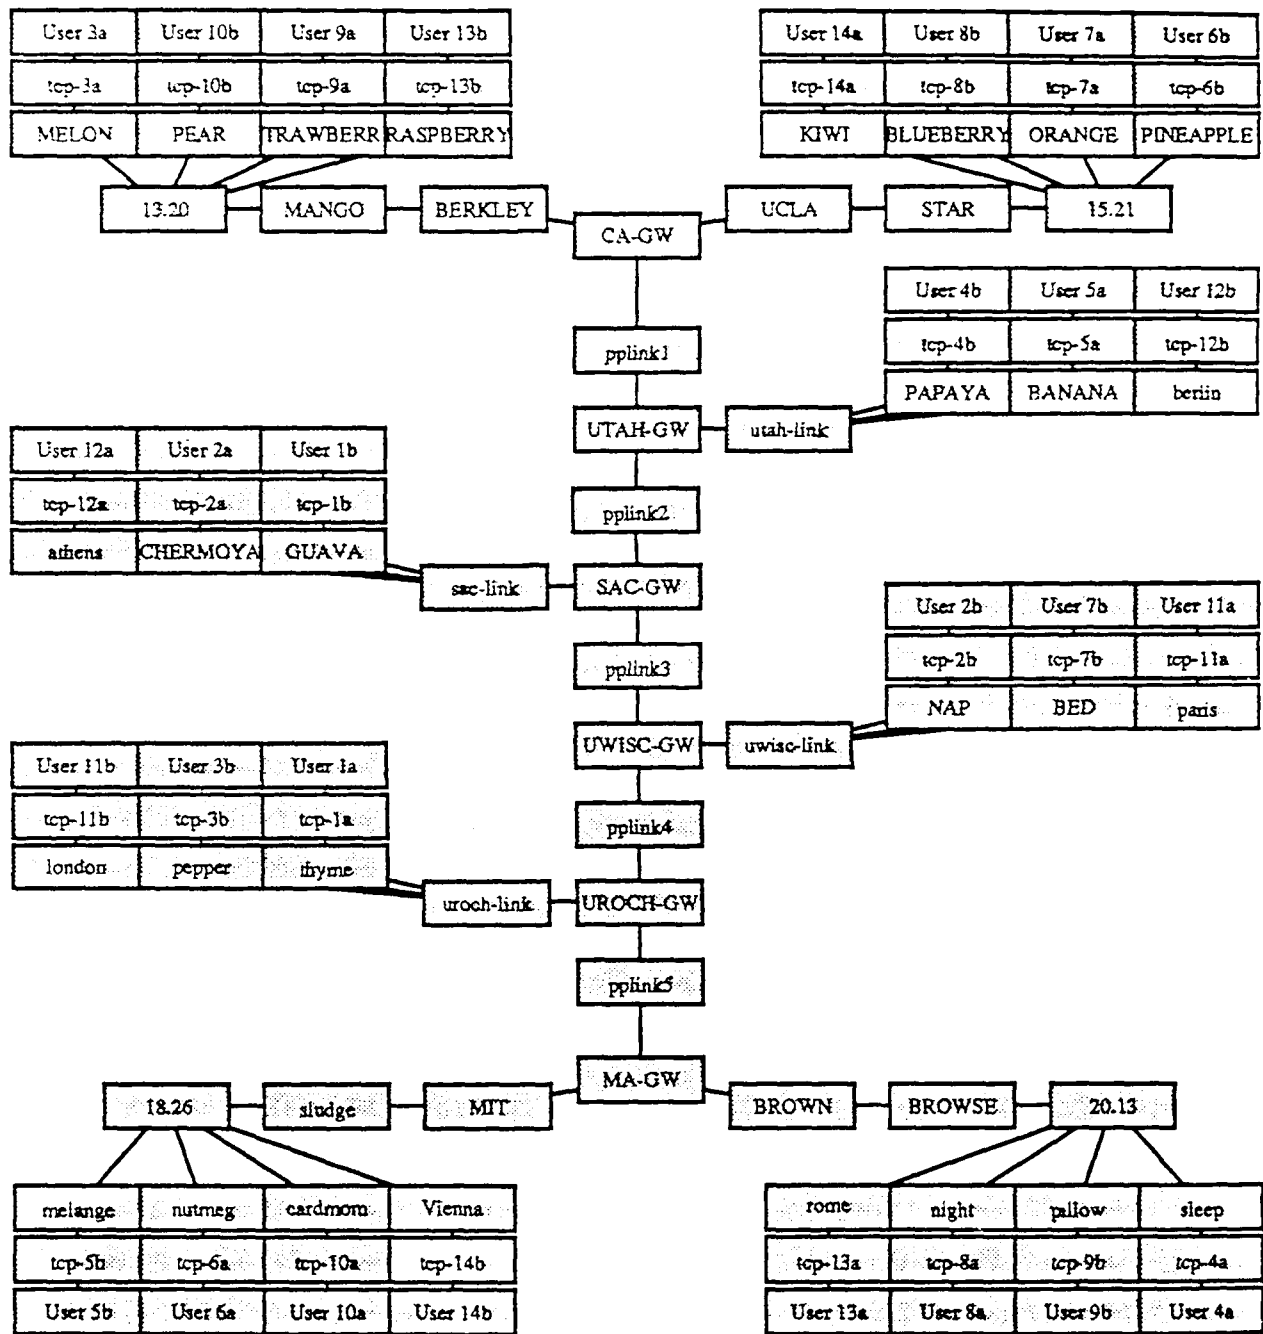 User 3a User 10b User 9a User 13b
tcp-3a tcp-10b tcp-9a tcp-13b
MELON PEAR TRAWBERR RASPBERRY
User 14a User 8b User 7a User 6b
tcp-14a tcp-8b tcp-7a tcp-6b
KIWI BLUEBERRY ORANGE PINEAPPLE
13.20 MANGO BERKLEY CA-GW UCLA STAR 15.21
User 4b User 5a User 12b
pplink1 tcp-4b tcp-5a tcp-12b
PAPAYA BANANA berlin
UTAH-GW utah-link
User 12a User 2a User 1b
tcp-12a tcp-2a tcp-1b pplink2
athens CHERMOYA GUAVA
sac-link SAC-GW
User 2b User 7b User 11a
pplink3 tcp-2b tcp-7b tcp-11a
NAP BED paris
UWISC-GW uwisc-link
User 11b User 3b User 1a
tcp-11b tcp-3b tcp-1a pplink4
london pepper thyme
uroch-link UROCH-GW
pplink5
MA-GW
18.26 sludge MIT BROWN BROWSE 20.13
melange nutmeg cardmom Vienna
tcp-5b tcp-6a tcp-10a tcp-14b
User 5b User 6a User 10a User 14b
rome night pillow sleep
tcp-13a tcp-8a tcp-9b tcp-4a
User 13a User 8a User 9b User 4a